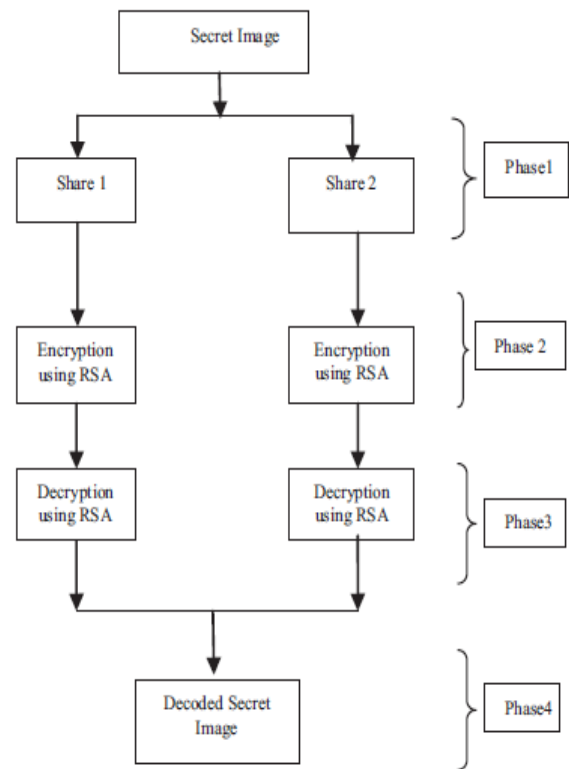 Secret Image
Share 1
Share 2
Phase1
Encryption
using RSA
Encryption
using RSA
Phase 2
Decryption
using RSA
Decryption
using RSA
Phase3
Decoded Secret
Image
Phase4